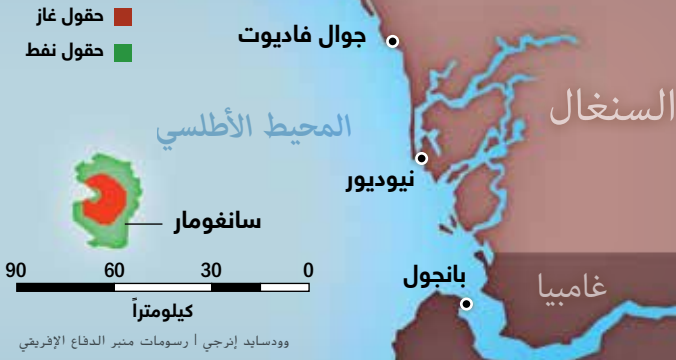 حقول غاز
حقول نفط
جوال فاديوت
السنغال
المحيط الأطلسي
نيوديور
سانغومار
90 60 30 0
كيلومتراً
بانجول
غامبيا
وودسايد إنرجي | رسومات منبر الدفاع الإفريقي